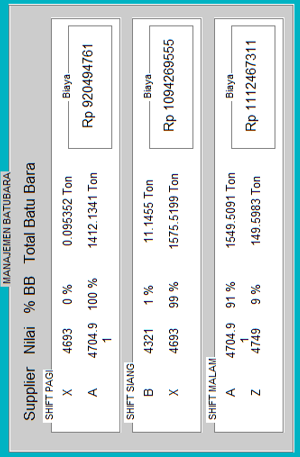 MANAJEMEN BATUBARA
Supplier Nilai % BB Total Batu Bara
SHIFT PAGI
X 4693 0 % 0.095352 Ton
A 4704.9 100 % 1412.1341 Ton
1
Biaya
Rp 920494761
SHIFT SIANG
B 4321 1 % 11.1455 Ton
X 4693 99 % 1575.5199 Ton
Biaya
Rp 1094269555
SHIFT MALAM
A 4704.9 91 % 1549.5091 Ton
1
Z 4749 9 % 149.5983 Ton
Biaya
Rp 1112467311